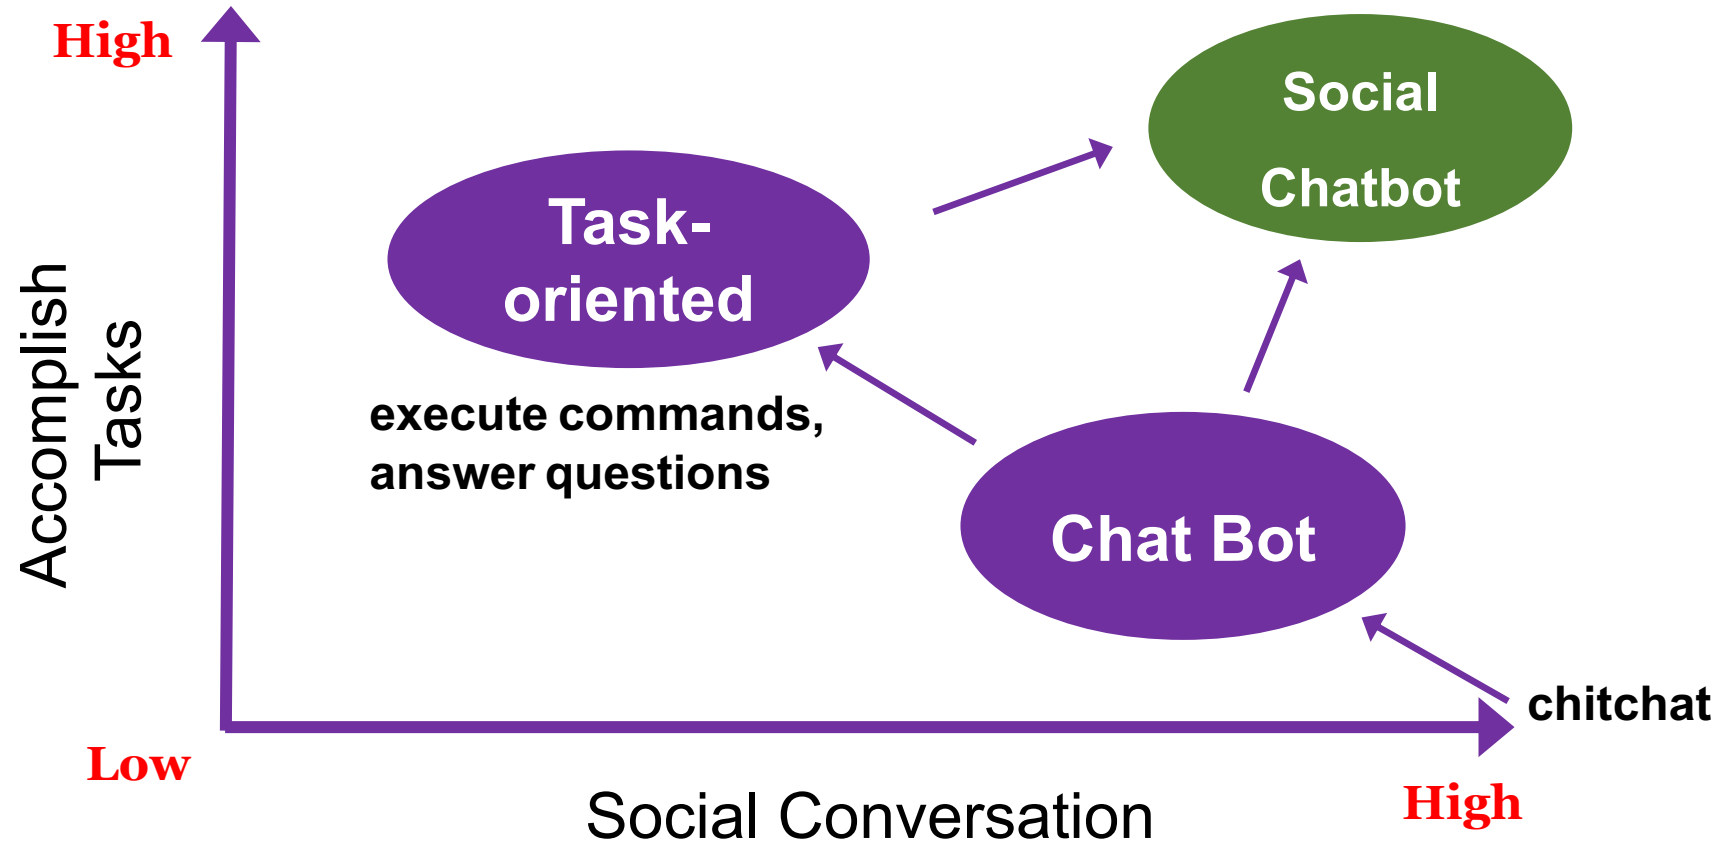 High
Social
Chatbot
Task-
oriented
execute commands,
answer questions
Accomplish
Tasks
Chat Bot
chitchat
Low
High
Social Conversation